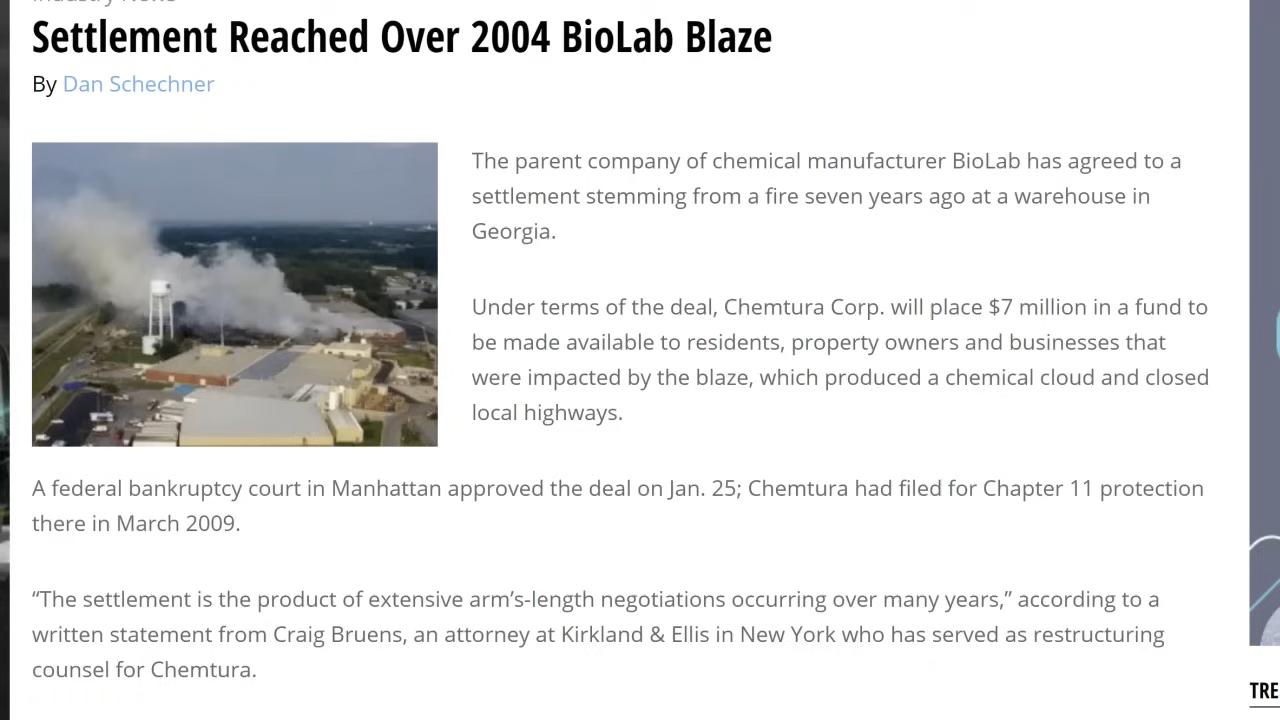 Settlement Reached Over 2004 BioLab Blaze
By Dan Schechner
The parent company of chemical manufacturer BioLab has agreed to a
settlement stemming from a fire seven years ago at a warehouse in
Georgia.
Under terms of the deal, Chemtura Corp. will place $7 million in a fund to
be made available to residents, property owners and businesses that
were impacted by the blaze, which produced a chemical cloud and closed
local highways.
A federal bankruptcy court in Manhattan approved the deal on Jan. 25; Chemtura had filed for Chapter 11 protection
there in March 2009.
“The settlement is the product of extensive arm’s-length negotiations occurring over many years,” according to a
written statement from Craig Bruens, an attorney at Kirkland & Ellis in New York who has served as restructuring
counsel for Chemtura.
TRE